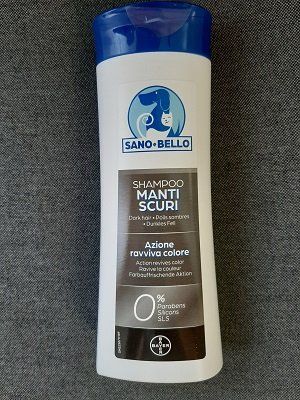 SANO•BELLO
SHAMPOO
MANTI
SCURI
Dark hair • Poils sombres
• Dunkles Fell
Azione
ravviva colore
Action revives color
Ravive la couleur
Farbauffrischende Aktion
0%
Parabens
Silicons
SLS
BAYER